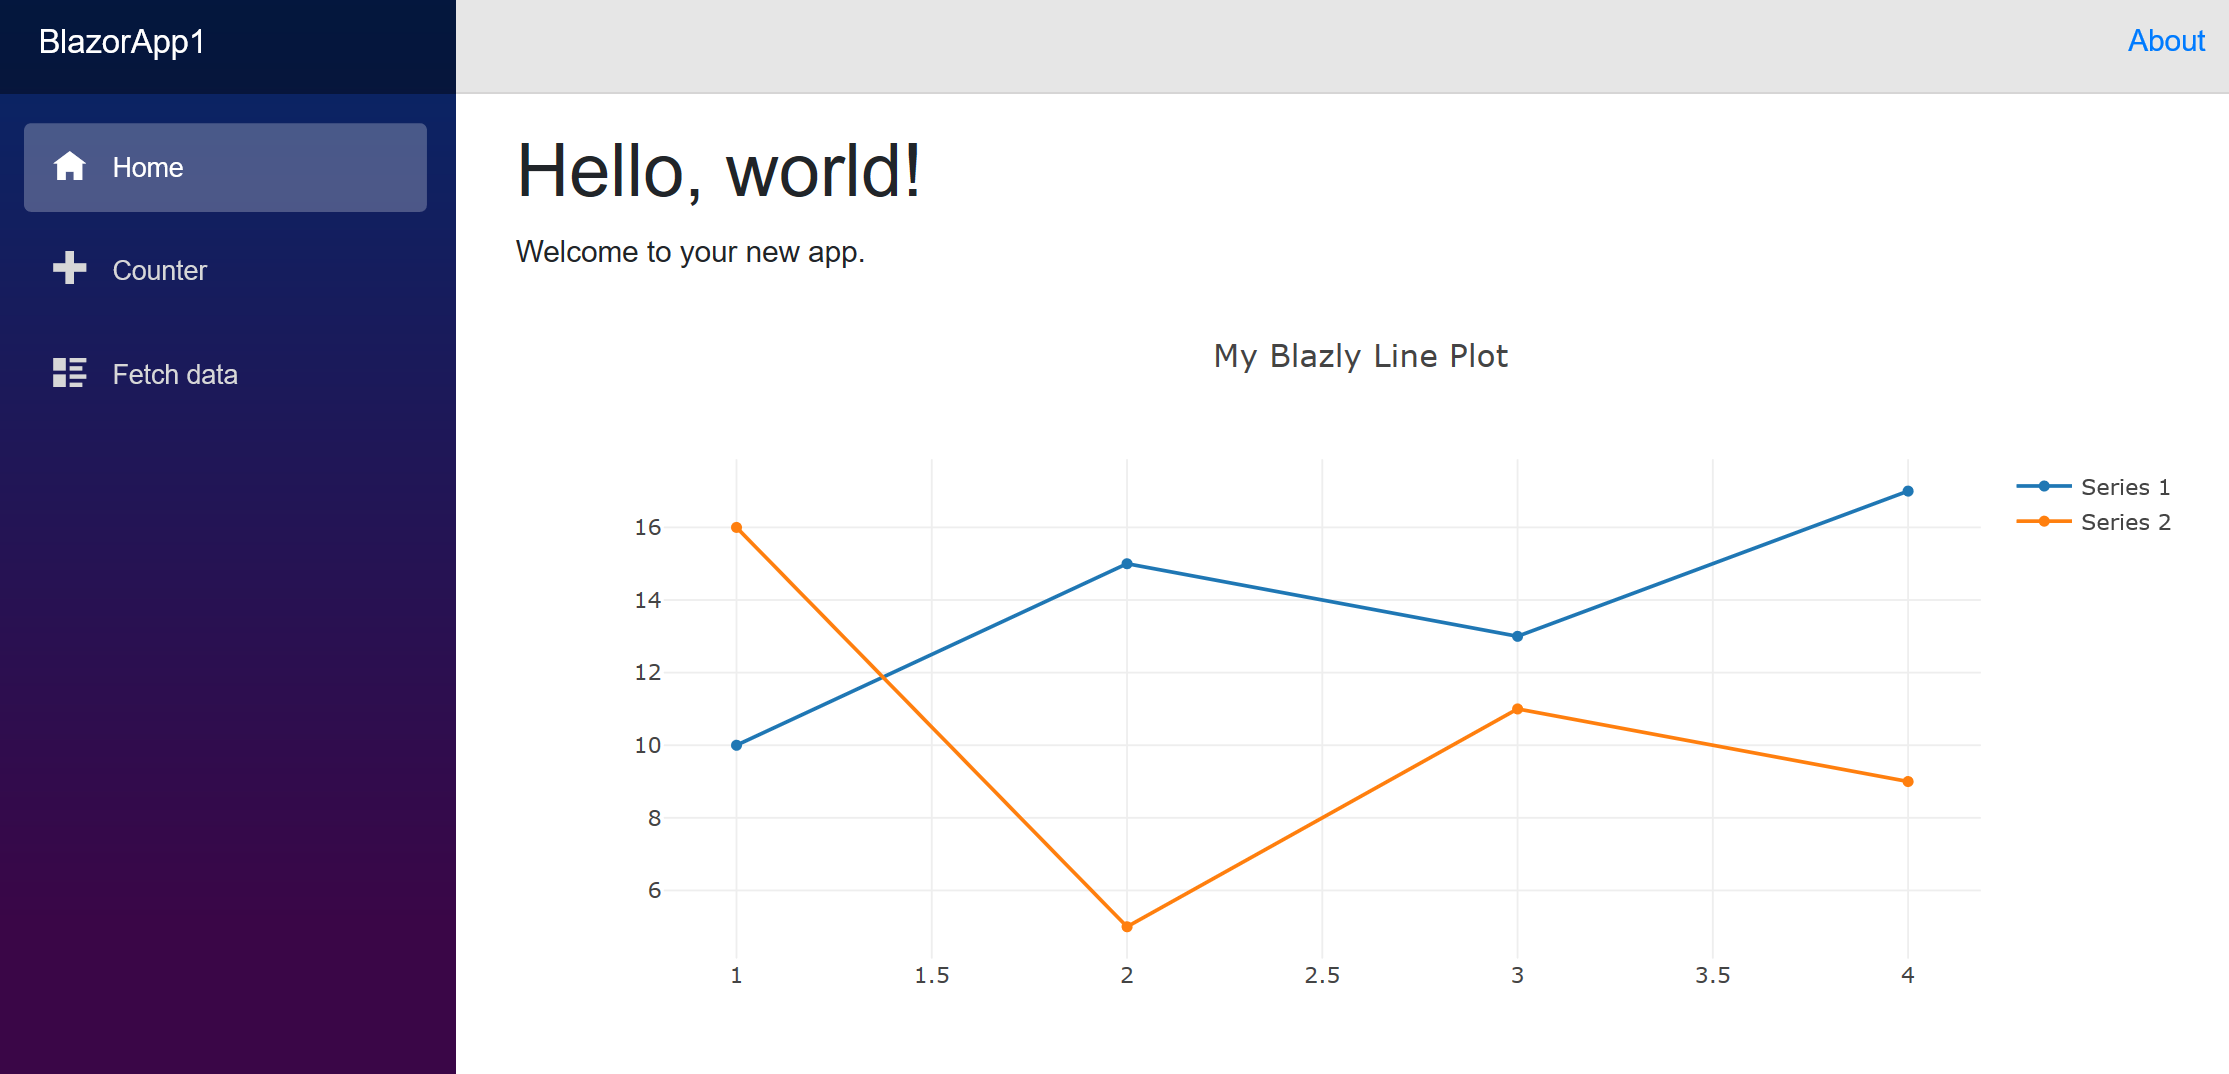 BlazorApp1
About
Home
Counter
Fetch data
Hello, world!
Welcome to your new app.
My Blazly Line Plot
Series 1
Series 2
16
14
12
10
8
6
1 1.5 2 2.5 3 3.5 4